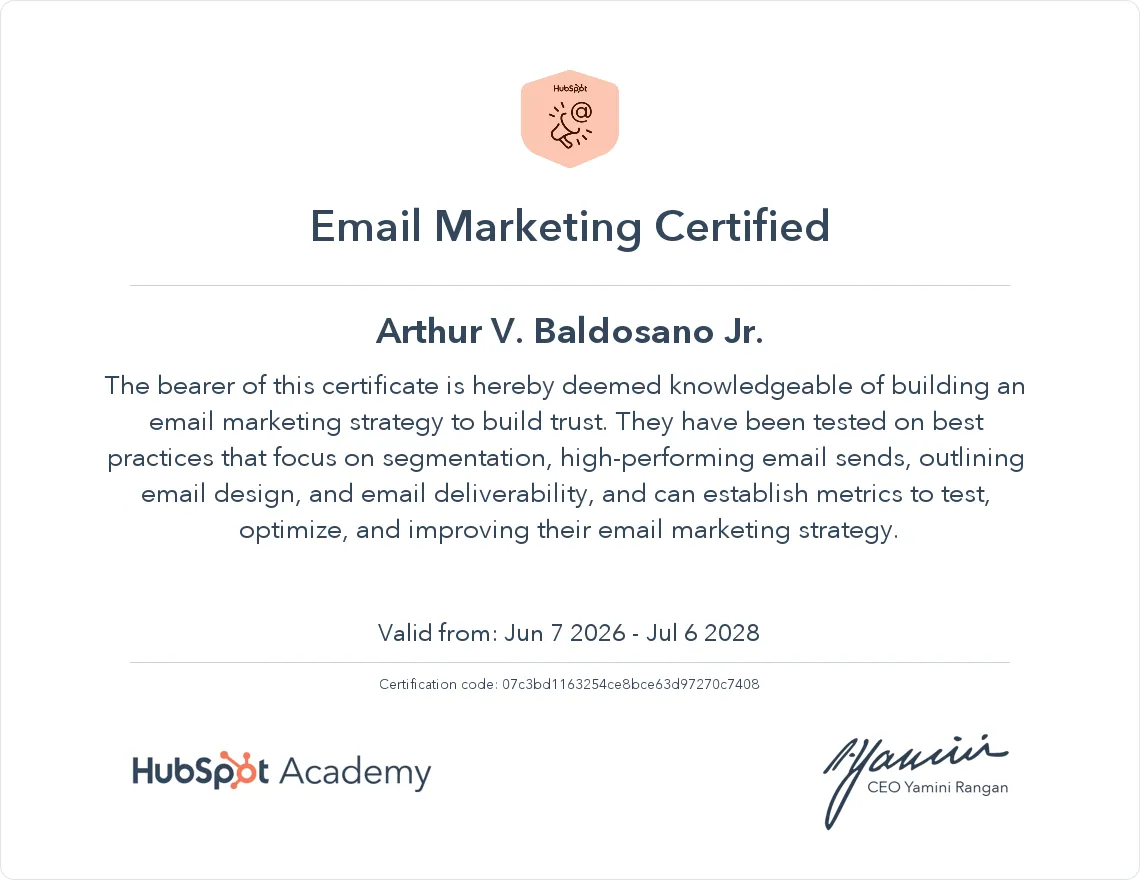 HubSpot
@
Email Marketing Certified
Arthur V. Baldosano Jr.
The bearer of this certificate is hereby deemed knowledgeable of building an
email marketing strategy to build trust. They have been tested on best
practices that focus on segmentation, high-performing email sends, outlining
email design, and email deliverability, and can establish metrics to test,
optimize, and improving their email marketing strategy.
Valid from: Jun 7 2026 - Jul 6 2028
Certification code: 07c3bd1163254ce8bce63d97270c7408
HubSpot Academy
CEO Yamini Rangan